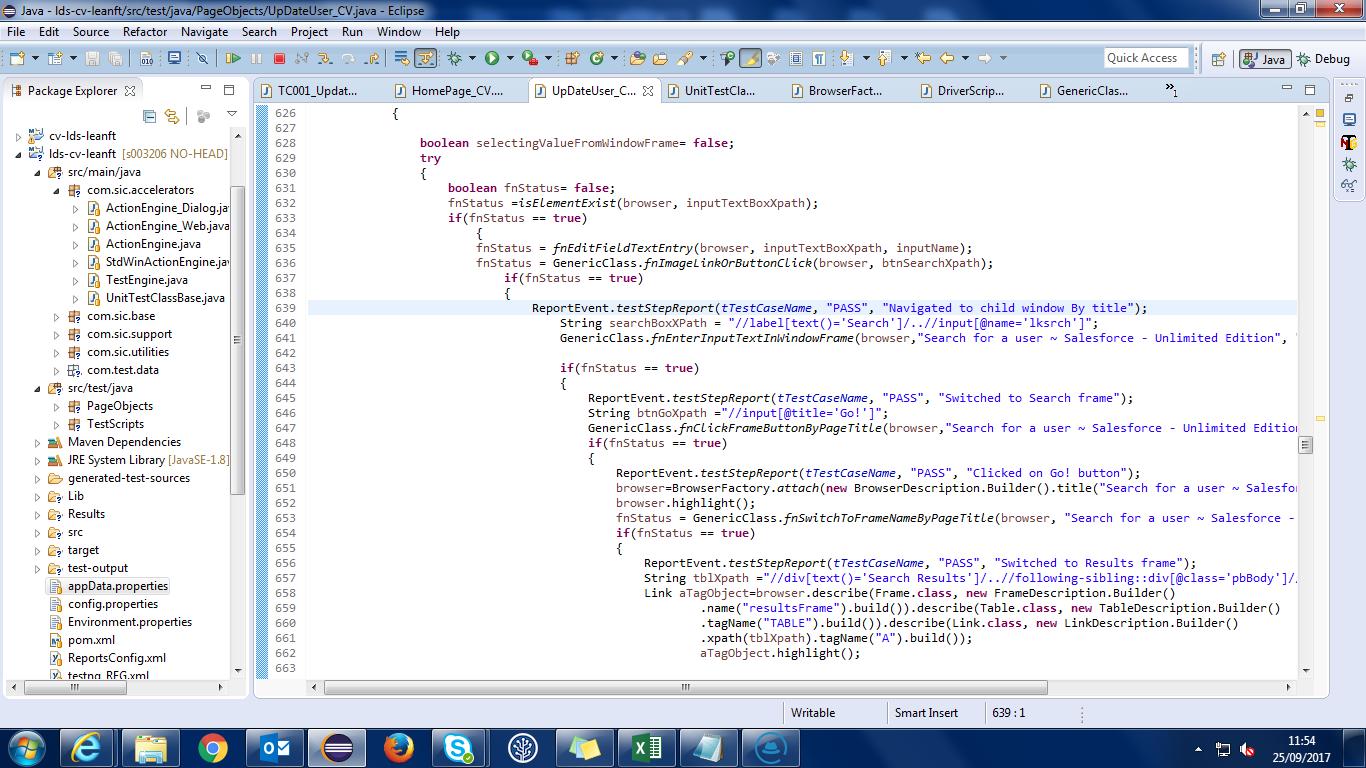 Java - lds-cv-leanft/src/test/java/PageObjects/UpDateUser_CV.java - Eclipse
File Edit Source Refactor Navigate Search Project Run Window Help
Quick Access
Java
Debug
Package Explorer
TC001_Updat...
HomePage_CV....
UpDateUser_C...
UnitTestCla...
BrowserFact...
DriverScrip...
GenericClas...
»1
cv-lds-leanft
lds-cv-leanft [s003206 NO-HEAD]
src/main/java
com.sic.accelerators
ActionEngine_Dialog.ja
ActionEngine_Web.java
ActionEngine.java
StdWinActionEngine.jav
TestEngine.java
UnitTestClassBase.java
com.sic.base
com.sic.support
com.sic.utilities
com.test.data
src/test/java
PageObjects
TestScripts
Maven Dependencies
JRE System Library [JavaSE-1.8]
generated-test-sources
Lib
Results
src
target
test-output
appData.properties
config.properties
Environment.properties
pom.xml
ReportsConfig.xml
testng_REG.xml
626 {
627
628 boolean selectingValueFromWindowFrame= false;
629 try
630 {
631 boolean fnStatus= false;
632 fnStatus =isElementExist(browser, inputTextBoxXpath);
633 if(fnStatus == true)
634 {
635 fnStatus = fnEditFieldTextEntry(browser, inputTextBoxXpath, inputName);
636 fnStatus = GenericClass.fnImageLinkOrButtonClick(browser, btnSearchXpath);
637 if(fnStatus == true)
638 {
639 ReportEvent.testStepReport(tTestCaseName, "PASS", "Navigated to child window By title");
640 String searchBoxXPath = "//label[text()='Search']/..//input[@name='lksrch']";
641 GenericClass.fnEnterInputTextInWindowFrame(browser,"Search for a user ~ Salesforce - Unlimited Edition", "
642
643 if(fnStatus == true)
644 {
645 ReportEvent.testStepReport(tTestCaseName, "PASS", "Switched to Search frame");
646 String btnGoXpath ="//input[@title='Go!']";
647 GenericClass.fnClickFrameButtonByPageTitle(browser,"Search for a user ~ Salesforce - Unlimited Edition
648 if(fnStatus == true)
649 {
650 ReportEvent.testStepReport(tTestCaseName, "PASS", "Clicked on Go! button");
651 browser=BrowserFactory.attach(new BrowserDescription.Builder().title("Search for a user ~ Salesfor
652 browser.highlight();
653 fnStatus = GenericClass.fnSwitchToFrameNameByPageTitle(browser, "Search for a user ~ Salesforce -
654 if(fnStatus == true)
655 {
656 ReportEvent.testStepReport(tTestCaseName, "PASS", "Switched to Results frame");
657 String tblXpath ="//div[text()='Search Results']/..//following-sibling::div[@class='pbBody']/
658 Link aTagObject=browser.describe(Frame.class, new FrameDescription.Builder()
659 .name("resultsFrame").build()).describe(Table.class, new TableDescription.Builder()
660 .tagName("TABLE").build()).describe(Link.class, new LinkDescription.Builder()
661 .xpath(tblXpath).tagName("A").build());
662 aTagObject.highlight();
663
Writable
Smart Insert
639 : 1
11:54
25/09/2017